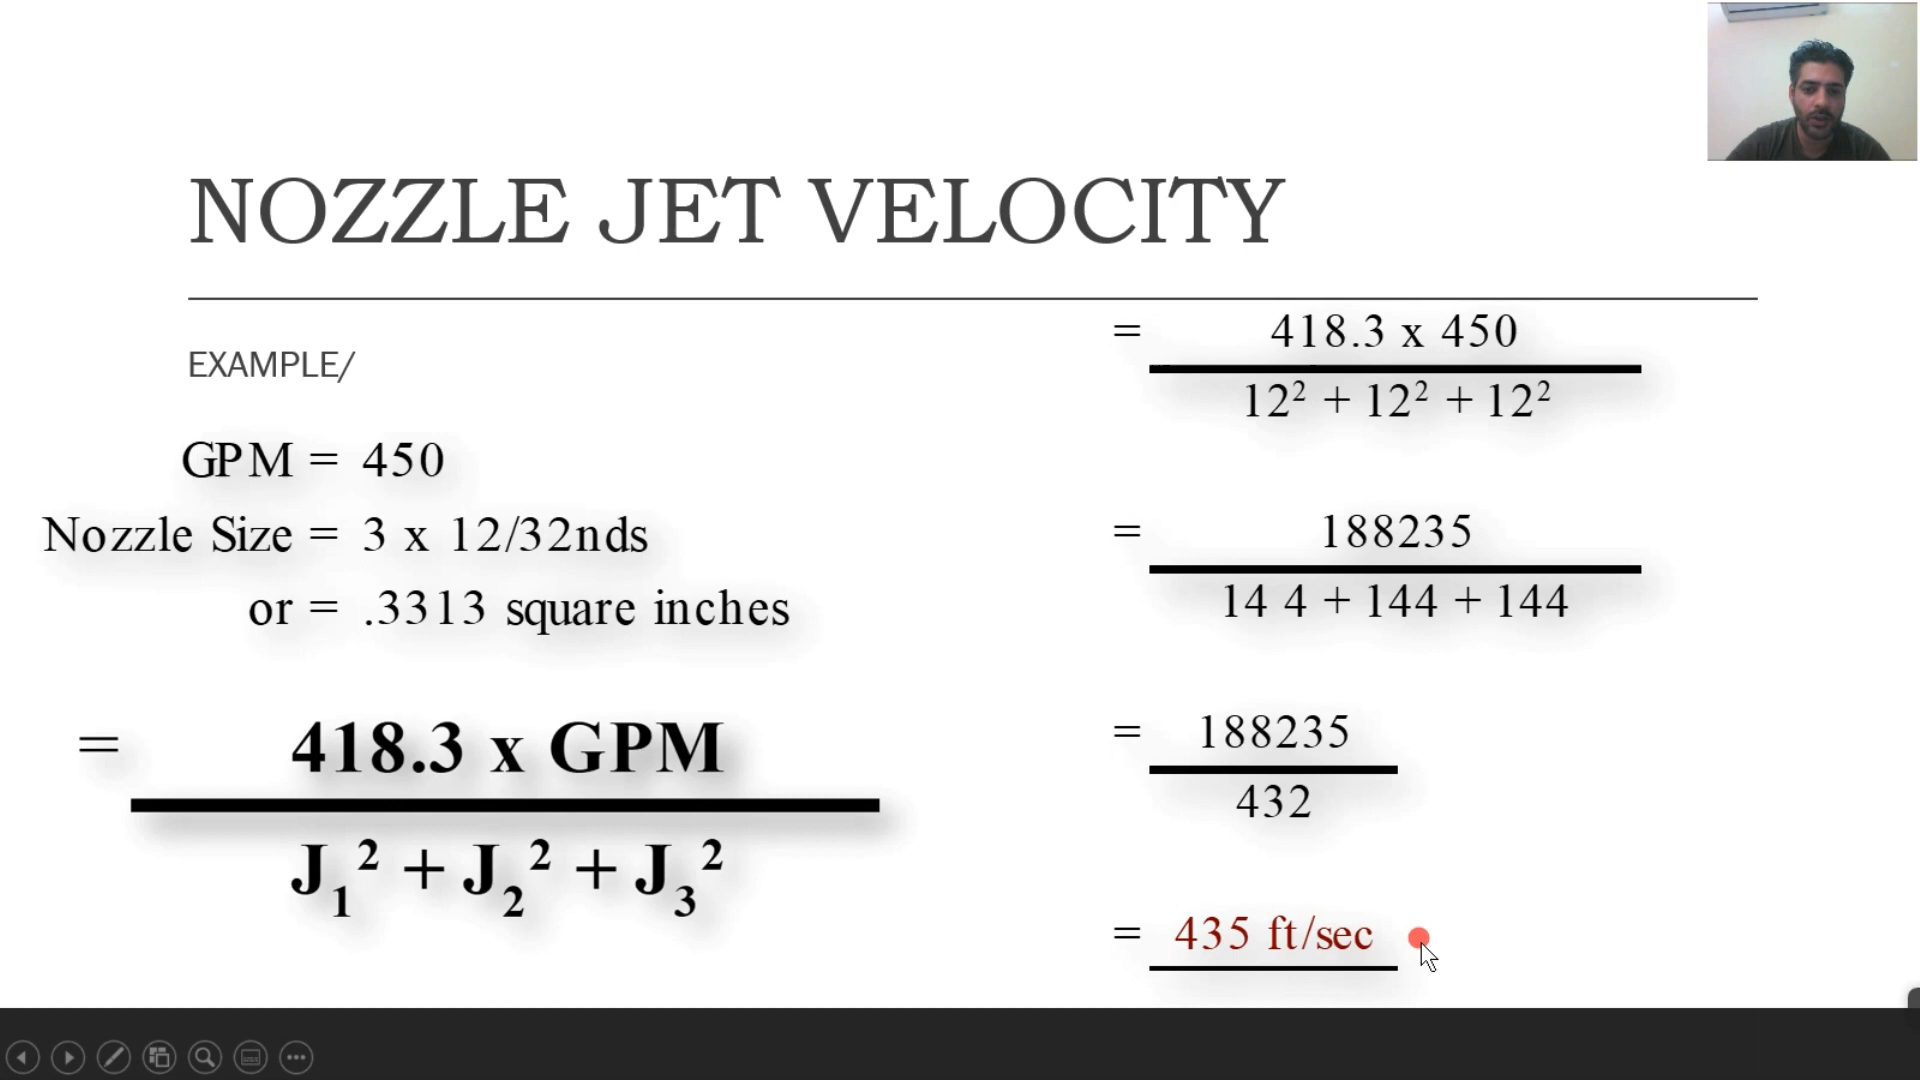 NOZZLE JET VELOCITY
EXAMPLE/
GPM = 450
Nozzle Size = 3 x 12/32nds
or = .3313 square inches
= 418.3 x GPM
J₁² + J₂² + J₃²
= 418.3 x 450
12² + 12² + 12²
= 188235
14 4 + 144 + 144
= 188235
432
= 435 ft/sec